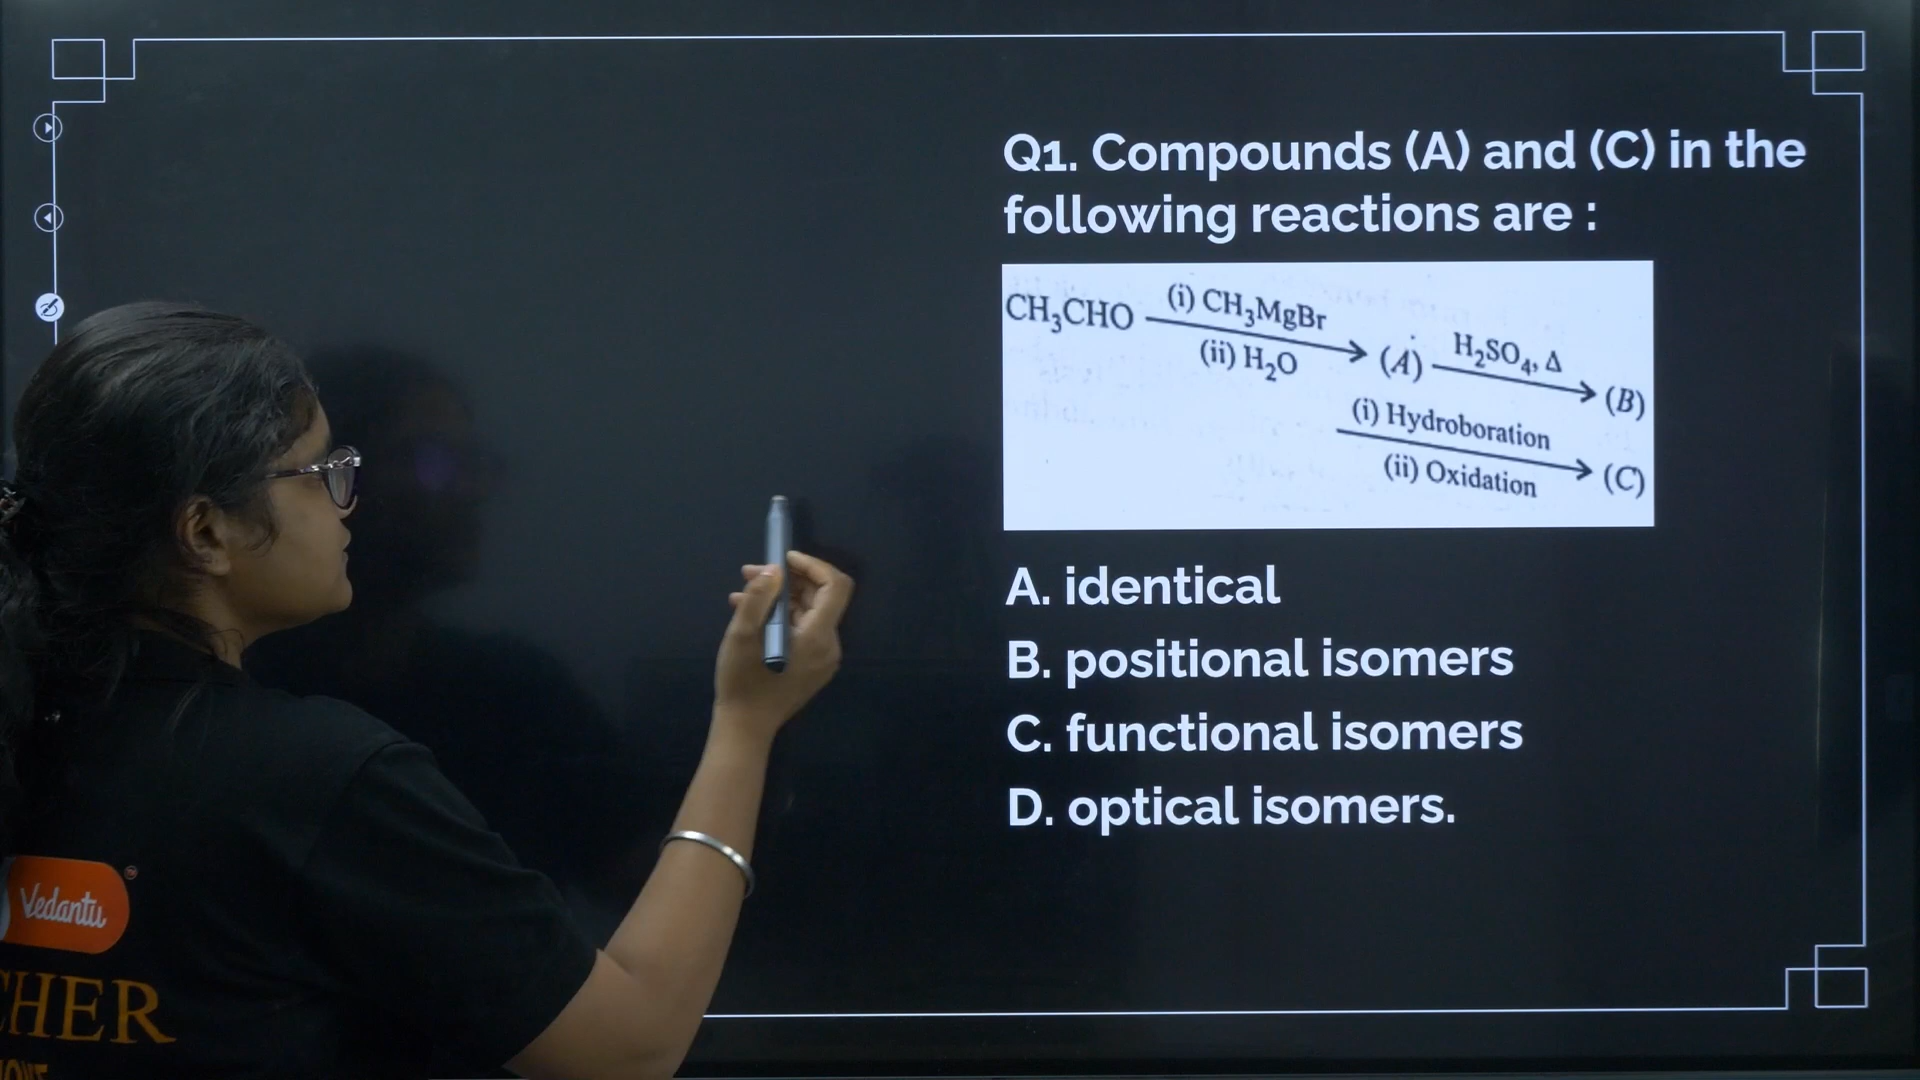 Q1. Compounds (A) and (C) in the
following reactions are :
CH₃CHO (i) CH₃MgBr (ii) H₂O (A) H₂SO₄, Δ (B)
(i) Hydroboration
(ii) Oxidation (C)
A. identical
B. positional isomers
C. functional isomers
D. optical isomers.
Vedantu
CHER